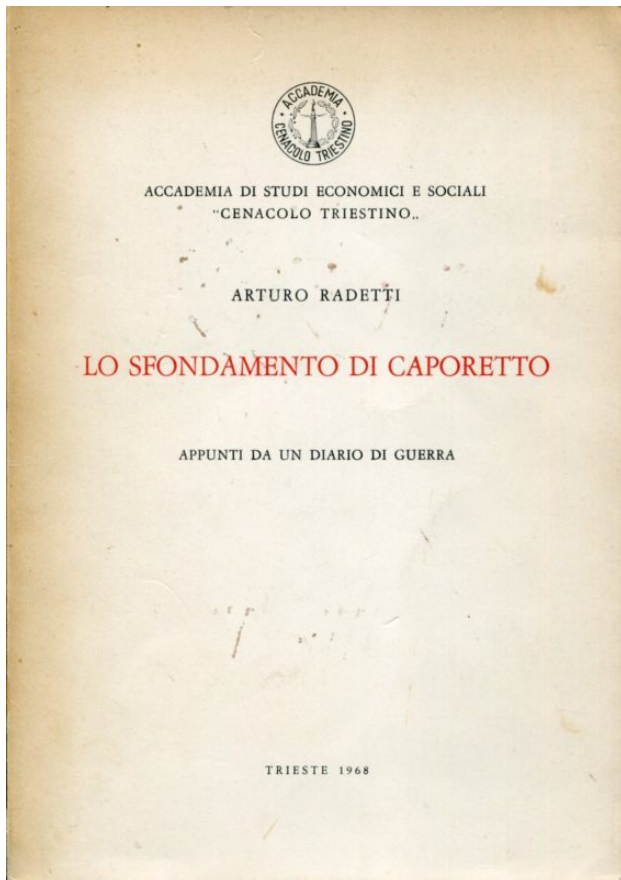 ACCADEMIA
CENACOLO TRIESTINO
ACCADEMIA DI STUDI ECONOMICI E SOCIALI
"CENACOLO TRIESTINO„
ARTURO RADETTI
LO SFONDAMENTO DI CAPORETTO
APPUNTI DA UN DIARIO DI GUERRA
TRIESTE 1968